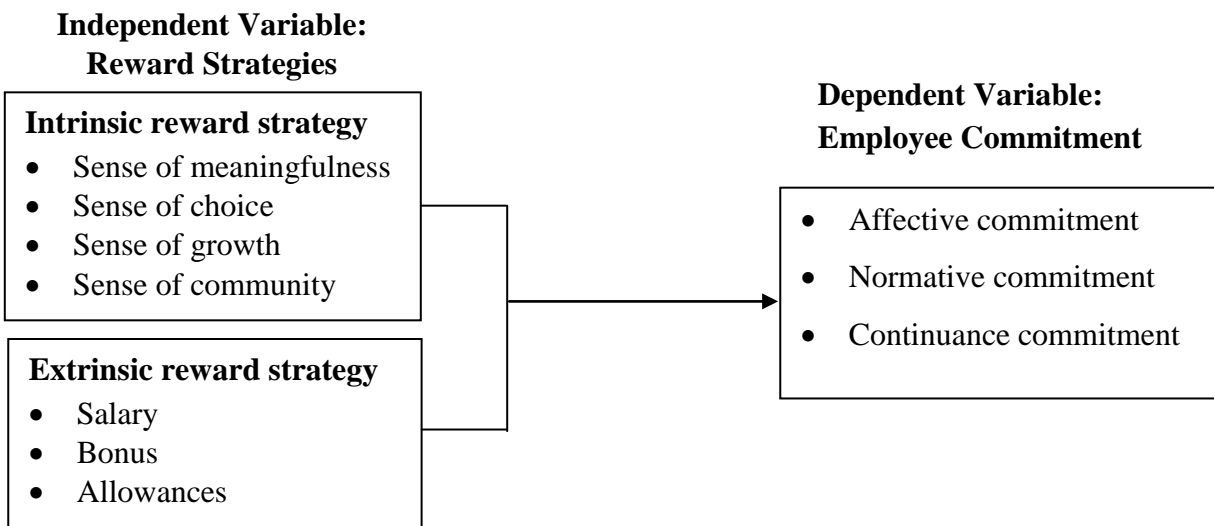 Independent Variable:
Reward Strategies
Intrinsic reward strategy
• Sense of meaningfulness
• Sense of choice
• Sense of growth
• Sense of community
Extrinsic reward strategy
• Salary
• Bonus
• Allowances
Dependent Variable:
Employee Commitment
• Affective commitment
• Normative commitment
• Continuance commitment